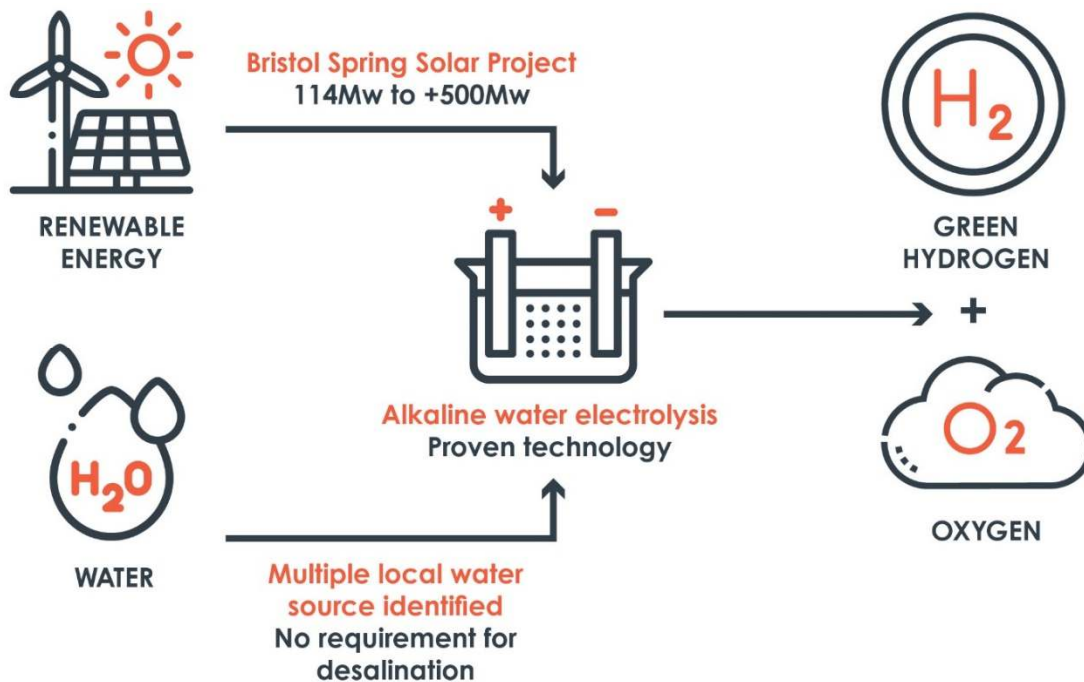 Bristol Spring Solar Project
114Mw to +500Mw
RENEWABLE
ENERGY
H2
GREEN
HYDROGEN
+
+ −
Alkaline water electrolysis
Proven technology
H2O
WATER
Multiple local water
source identified
No requirement for
desalination
O2
OXYGEN